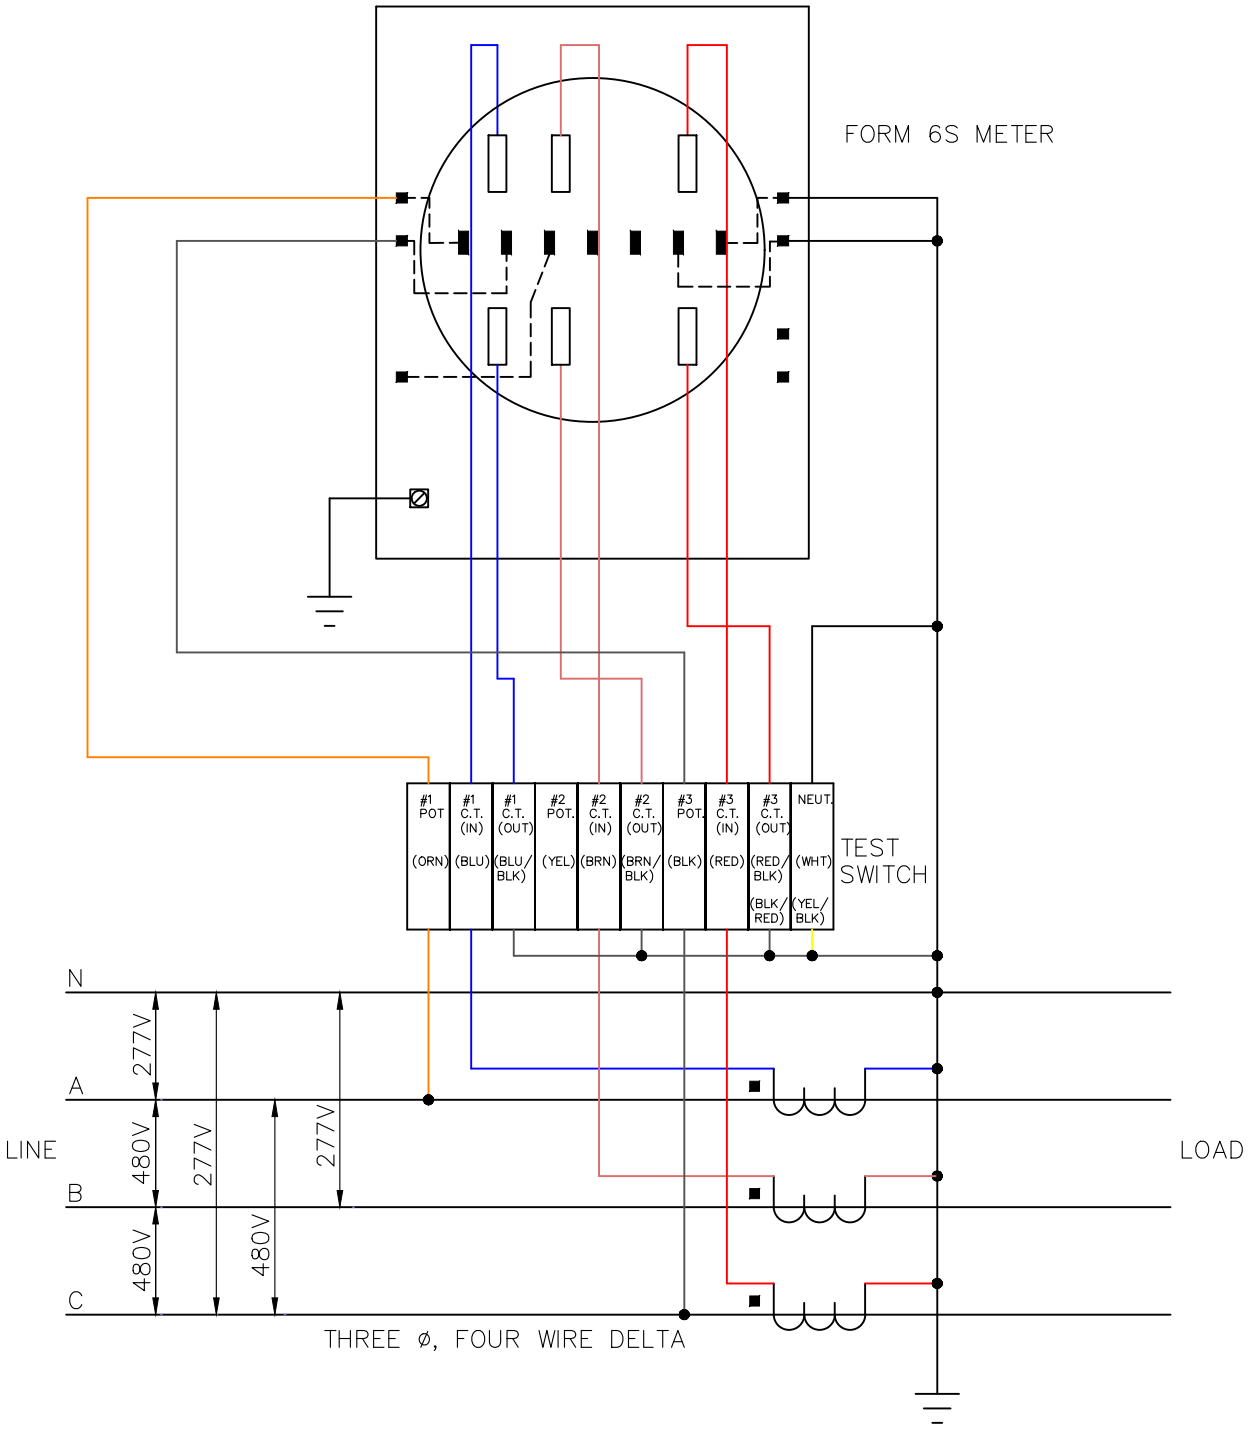 FORM 6S METER
#1
POT
(ORN)
#1
C.T.
(IN)
(BLU)
#1
C.T.
(OUT)
(BLU/
BLK)
#2
POT.
(YEL)
#2
C.T.
(IN)
(BRN)
#2
C.T.
(OUT)
(BRN/
BLK)
#3
POT.
(BLK)
#3
C.T.
(IN)
(RED)
#3
C.T.
(OUT)
(RED/
BLK)
(BLK/
RED)
NEUT.
(WHT)
(YEL/
BLK)
TEST
SWITCH
N
277V
A
LINE
480V
277V
277V
LOAD
B
480V
480V
C
THREE ø, FOUR WIRE DELTA